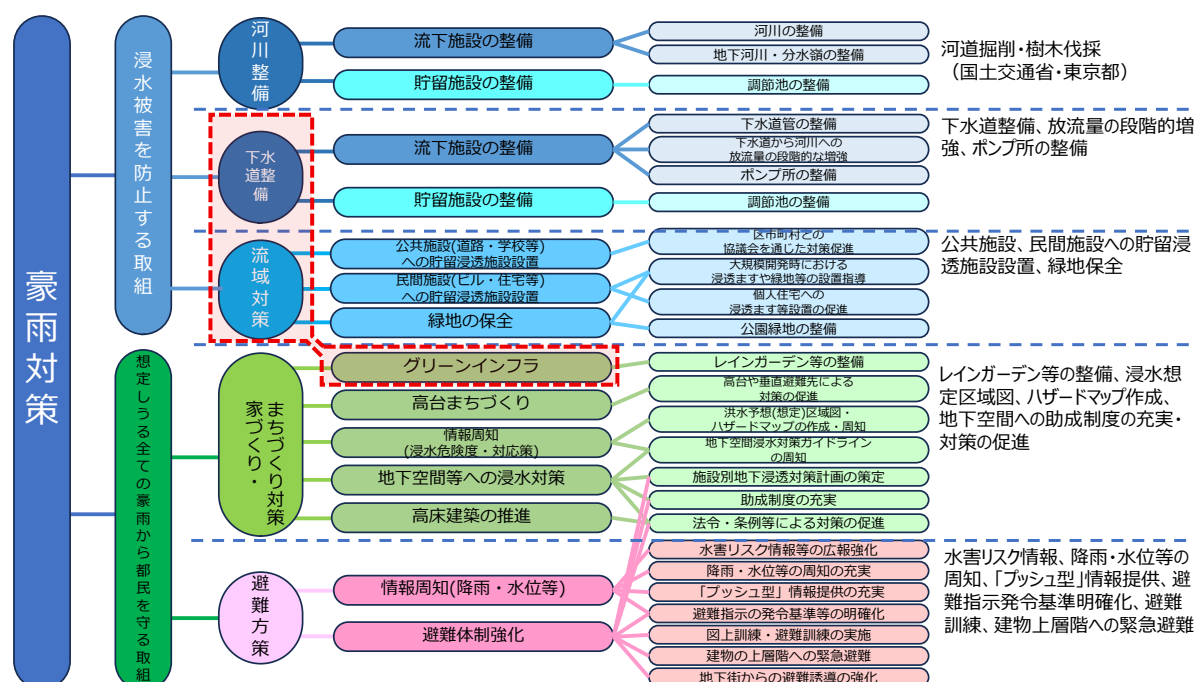 豪雨対策
浸水被害を防止する取組
河川整備
流下施設の整備
河川の整備
地下河川・分水嶺の整備
貯留施設の整備
調節池の整備
河道掘削・樹木伐採
(国土交通省・東京都)
下水
道整
備
流下施設の整備
下水道管の整備
下水道から河川への
放流量の段階的な増強
ポンプ所の整備
貯留施設の整備
調節池の整備
下水道整備、放流量の段階的増
強、ポンプ所の整備
流域対策
公共施設(道路・学校等)
への貯留浸透施設設置
民間施設(ビル・住宅等)
への貯留浸透施設設置
緑地の保全
区市町村との
協議会を通じた対策促進
大規模開発時における
浸透ますや緑地等の設置指導
個人住宅への
浸透ます等設置の促進
公園緑地の整備
公共施設、民間施設への貯留浸
透施設設置、緑地保全
想定しうる全ての豪雨から都民を守る取組
家づくり・
まちづくり対策
グリーンインフラ
高台まちづくり
情報周知
(浸水危険度・対応策)
地下空間等への浸水対策
高床建築の推進
レインガーデン等の整備
高台や垂直避難先による
対策の促進
洪水予想(想定)区域図・
ハザードマップの作成・周知
地下空間浸水対策ガイドライン
の周知
施設別地下浸透対策計画の策定
助成制度の充実
法令・条例等による対策の促進
レインガーデン等の整備、浸水想
定区域図、ハザードマップ作成、
地下空間への助成制度の充実・
対策の促進
避難方策
情報周知(降雨・水位等)
避難体制強化
水害リスク情報等の広報強化
降雨・水位等の周知の充実
「プッシュ型」情報提供の充実
避難指示の発令基準等の明確化
図上訓練・避難訓練の実施
建物の上層階への緊急避難
地下街からの避難誘導の強化
水害リスク情報、降雨・水位等の
周知、「プッシュ型」情報提供、避
難指示発令基準明確化、避難
訓練、建物上層階への緊急避難